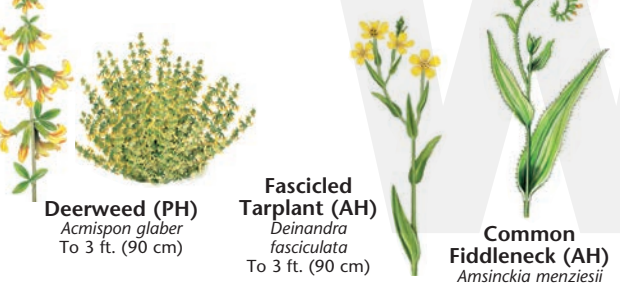 Deerweed (PH)
Acmispon glaber
To 3 ft. (90 cm)
Fascicled
Tarplant (AH)
Deinandra
fasciculata
To 3 ft. (90 cm)
Common
Fiddleneck (AH)
Amsinckia menziesii